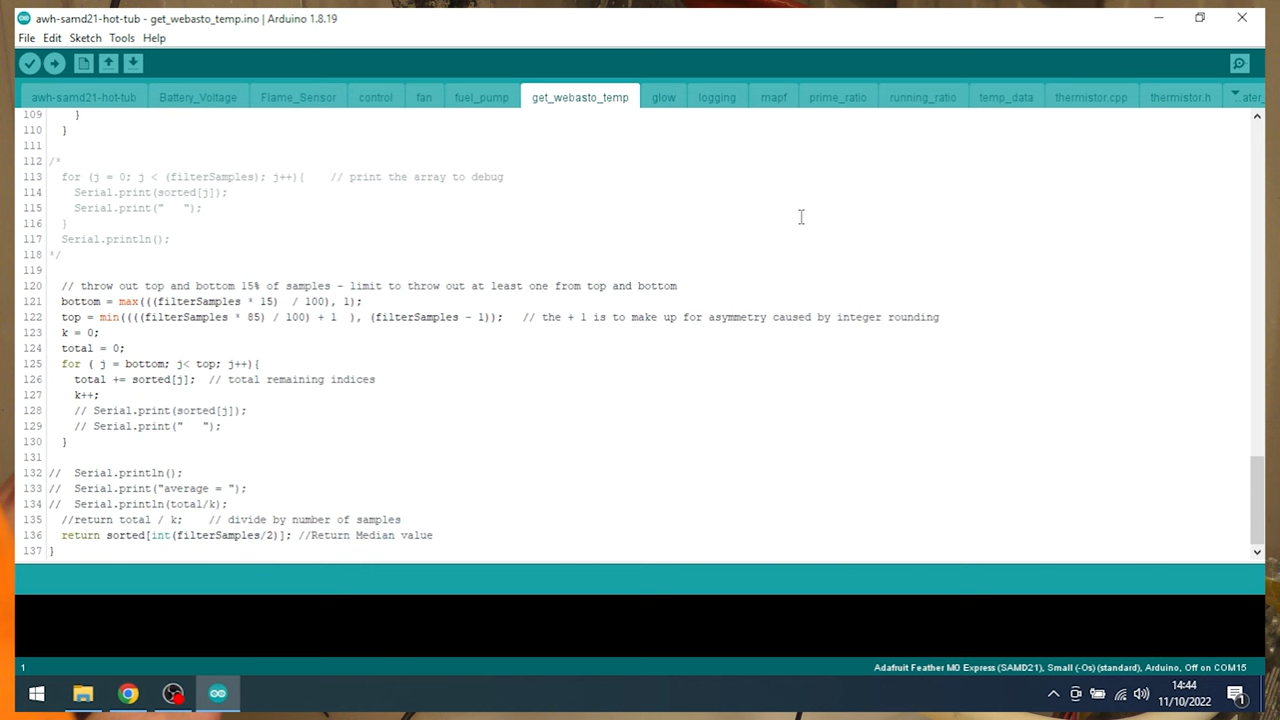 awh-samd21-hot-tub - get_webasto_temp.ino | Arduino 1.8.19
File Edit Sketch Tools Help
awh-samd21-hot-tub Battery_Voltage Flame_Sensor control fan fuel_pump get_webasto_temp glow logging mapf prime_ratio running_ratio temp_data thermistor.cpp thermistor.h ...ater_
109 }
110 }
111
112 /*
113 for (j = 0; j < (filterSamples); j++){ // print the array to debug
114 Serial.print(sorted[j]);
115 Serial.print("   ");
116 }
117 Serial.println();
118 */
119
120 // throw out top and bottom 15% of samples - limit to throw out at least one from top and bottom
121 bottom = max(((filterSamples * 15)  / 100), 1);
122 top = min((((filterSamples * 85) / 100) + 1  ), (filterSamples - 1)); // the + 1 is to make up for asymmetry caused by integer rounding
123 k = 0;
124 total = 0;
125 for ( j = bottom; j< top; j++){
126 total += sorted[j]; // total remaining indices
127 k++;
128 // Serial.print(sorted[j]);
129 // Serial.print("   ");
130 }
131
132 // Serial.println();
133 // Serial.print("average = ");
134 // Serial.println(total/k);
135 //return total / k; // divide by number of samples
136 return sorted[int(filterSamples/2)]; //Return Median value
137 }
1 Adafruit Feather M0 Express (SAMD21), Small (-Os) (standard), Arduino, Off on COM15
14:44
11/10/2022
1